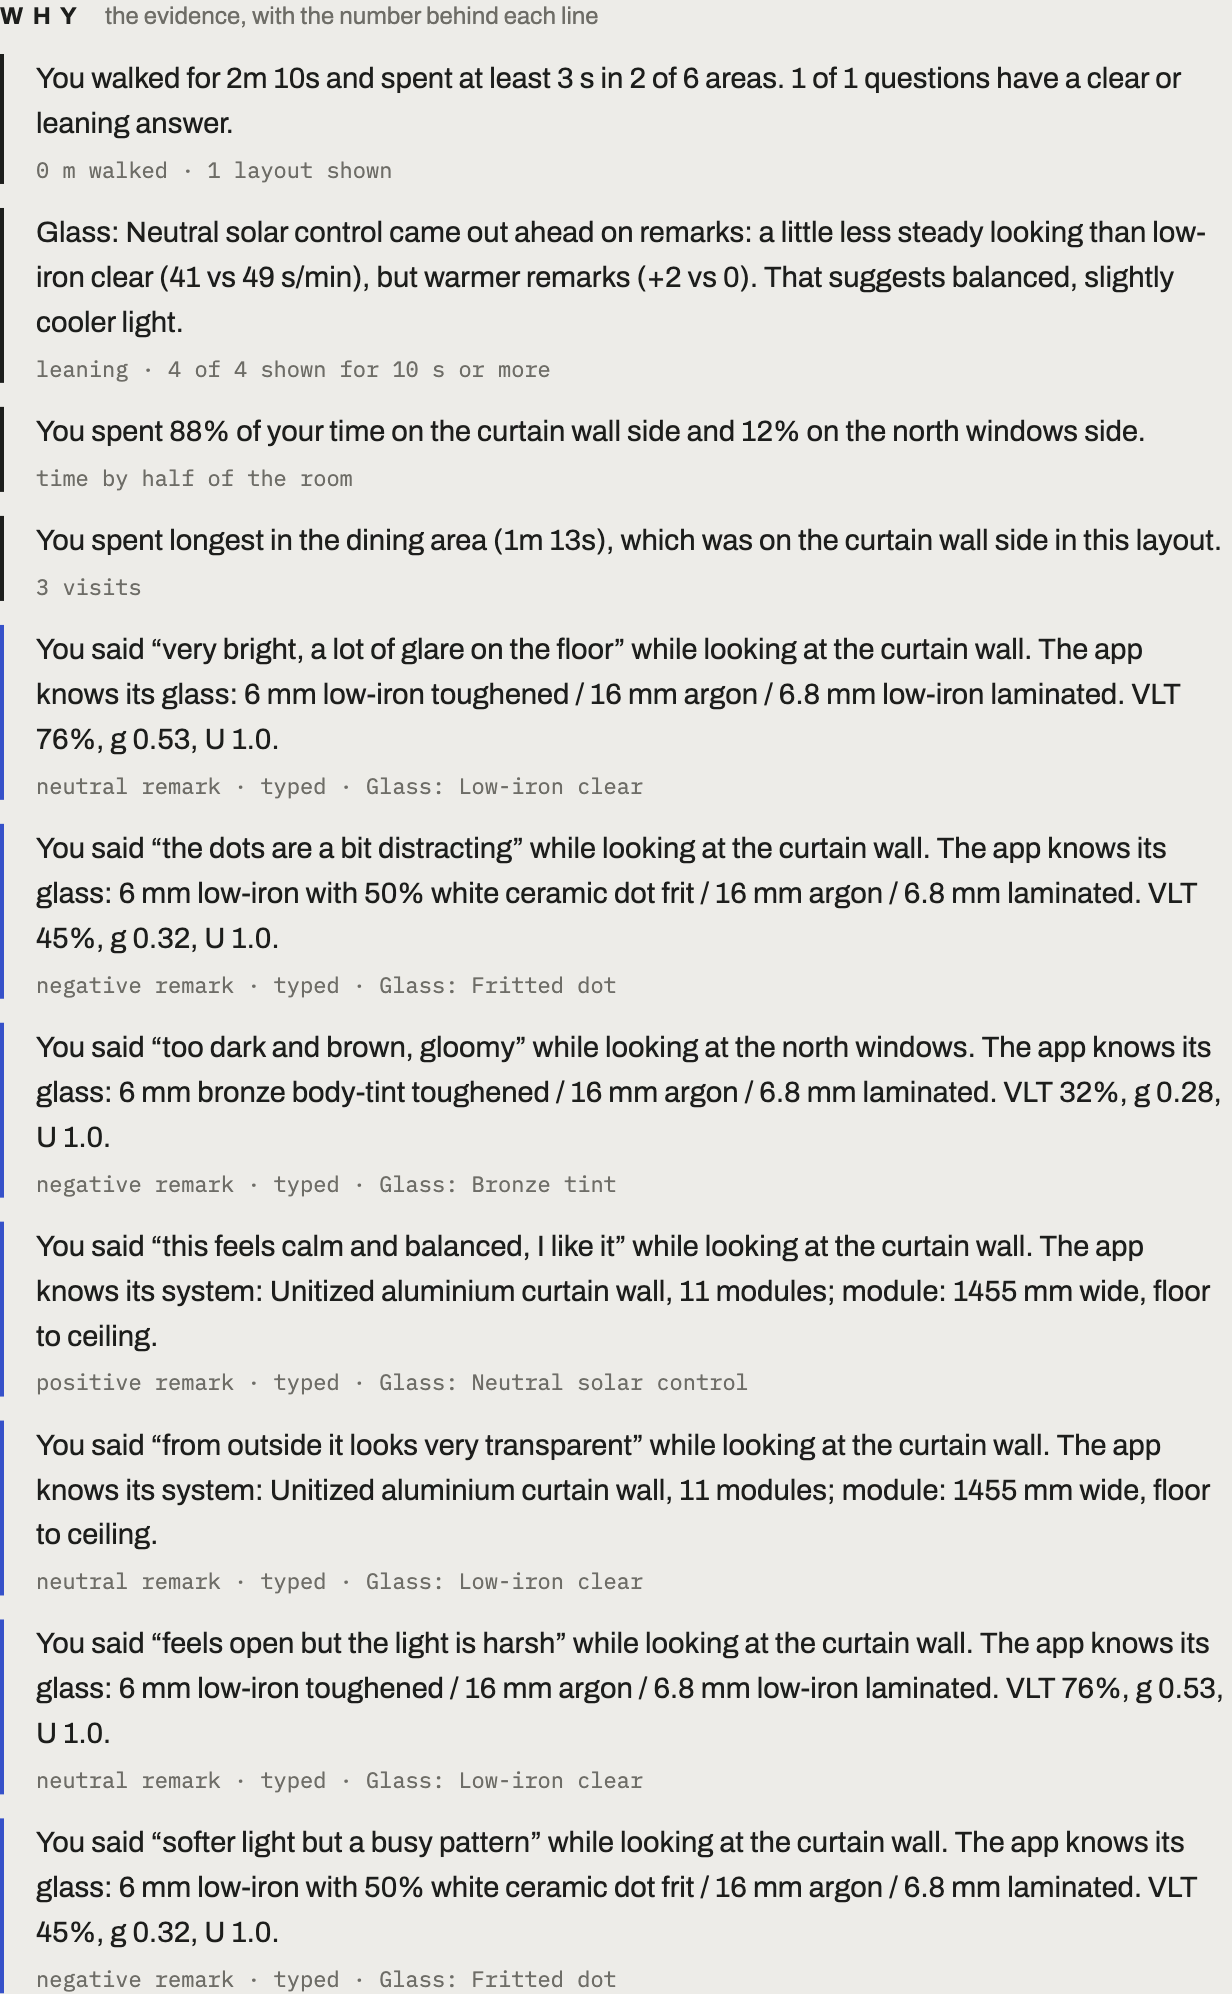 WHY the evidence, with the number behind each line
You walked for 2m 10s and spent at least 3 s in 2 of 6 areas. 1 of 1 questions have a clear or
leaning answer.
0 m walked · 1 layout shown
Glass: Neutral solar control came out ahead on remarks: a little less steady looking than low-
iron clear (41 vs 49 s/min), but warmer remarks (+2 vs 0). That suggests balanced, slightly
cooler light.
leaning · 4 of 4 shown for 10 s or more
You spent 88% of your time on the curtain wall side and 12% on the north windows side.
time by half of the room
You spent longest in the dining area (1m 13s), which was on the curtain wall side in this layout.
3 visits
You said “very bright, a lot of glare on the floor” while looking at the curtain wall. The app
knows its glass: 6 mm low-iron toughened / 16 mm argon / 6.8 mm low-iron laminated. VLT
76%, g 0.53, U 1.0.
neutral remark · typed · Glass: Low-iron clear
You said “the dots are a bit distracting” while looking at the curtain wall. The app knows its
glass: 6 mm low-iron with 50% white ceramic dot frit / 16 mm argon / 6.8 mm laminated. VLT
45%, g 0.32, U 1.0.
negative remark · typed · Glass: Fritted dot
You said “too dark and brown, gloomy” while looking at the north windows. The app knows its
glass: 6 mm bronze body-tint toughened / 16 mm argon / 6.8 mm laminated. VLT 32%, g 0.28,
U 1.0.
negative remark · typed · Glass: Bronze tint
You said “this feels calm and balanced, I like it” while looking at the curtain wall. The app
knows its system: Unitized aluminium curtain wall, 11 modules; module: 1455 mm wide, floor
to ceiling.
positive remark · typed · Glass: Neutral solar control
You said “from outside it looks very transparent” while looking at the curtain wall. The app
knows its system: Unitized aluminium curtain wall, 11 modules; module: 1455 mm wide, floor
to ceiling.
neutral remark · typed · Glass: Low-iron clear
You said “feels open but the light is harsh” while looking at the curtain wall. The app knows its
glass: 6 mm low-iron toughened / 16 mm argon / 6.8 mm low-iron laminated. VLT 76%, g 0.53,
U 1.0.
neutral remark · typed · Glass: Low-iron clear
You said “softer light but a busy pattern” while looking at the curtain wall. The app knows its
glass: 6 mm low-iron with 50% white ceramic dot frit / 16 mm argon / 6.8 mm laminated. VLT
45%, g 0.32, U 1.0.
negative remark · typed · Glass: Fritted dot